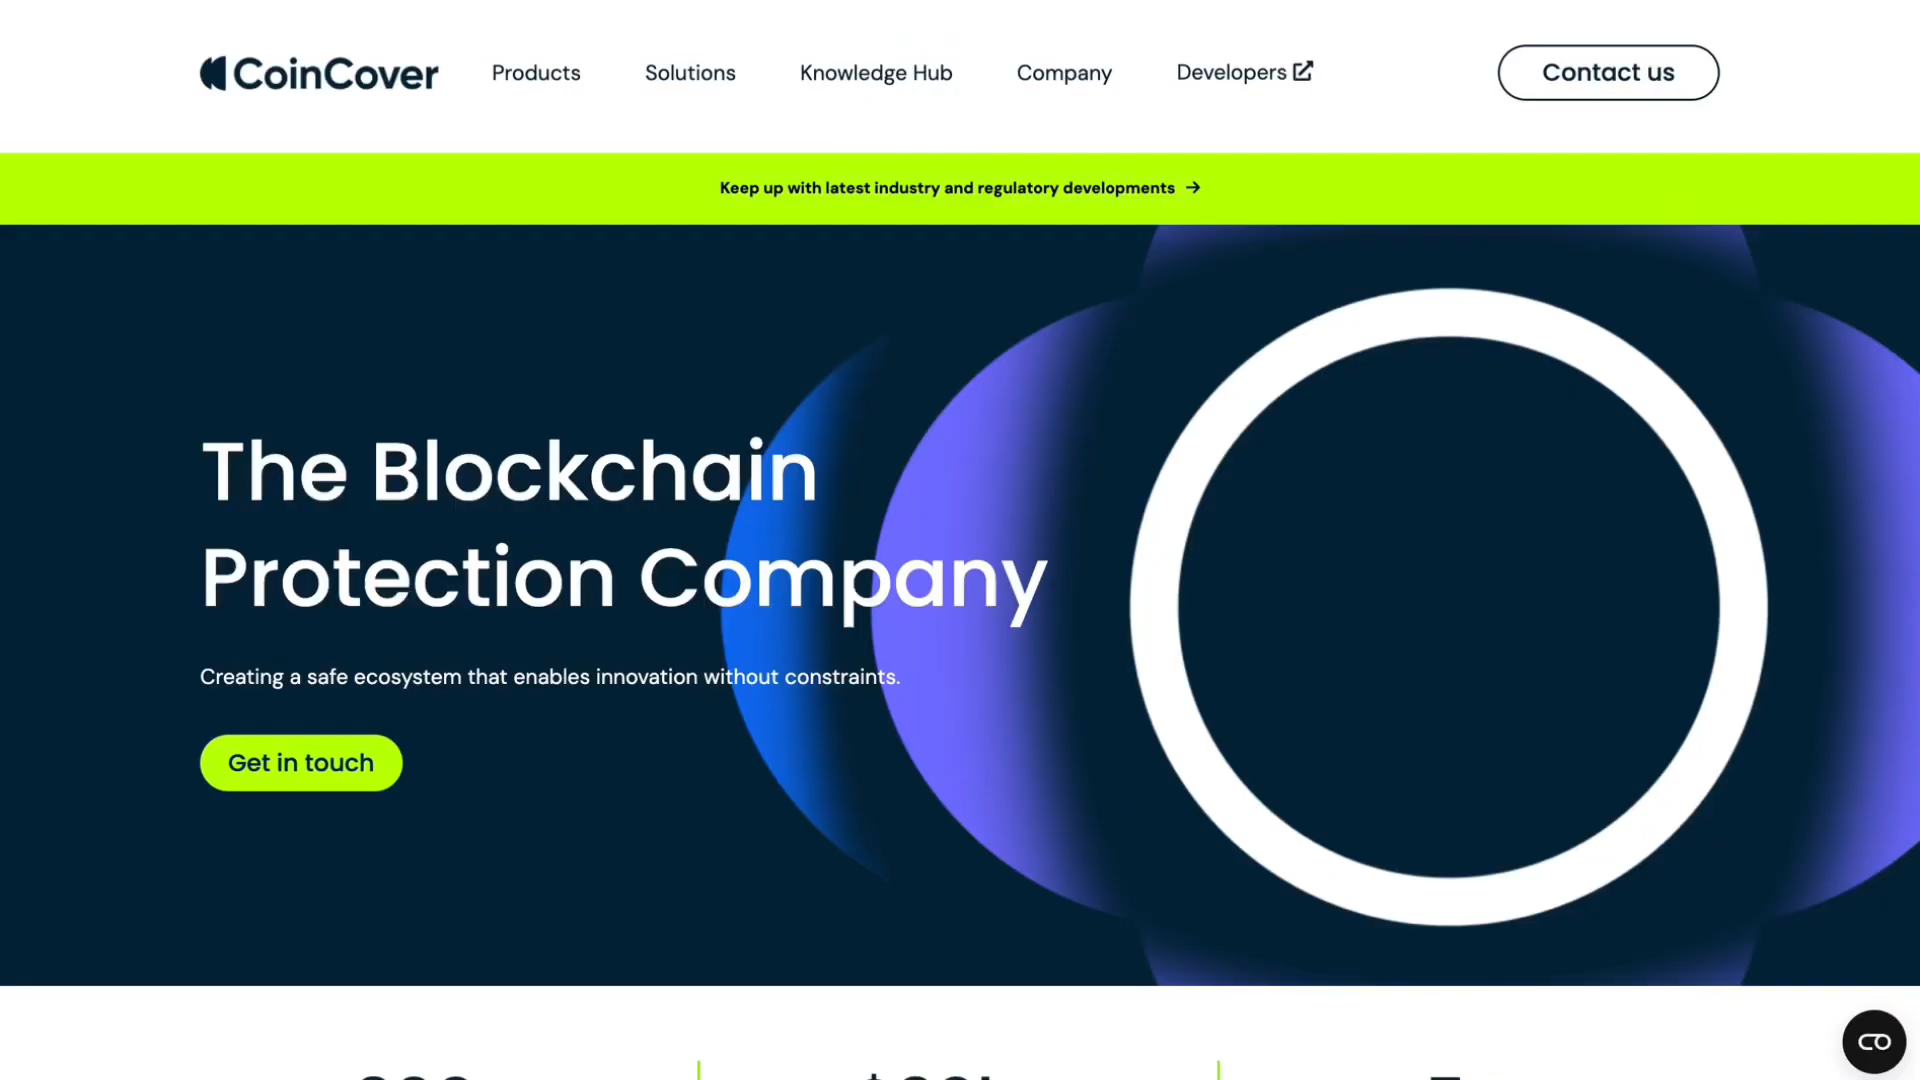 CoinCover
Products
Solutions
Knowledge Hub
Company
Developers
Contact us
Keep up with latest industry and regulatory developments →
The Blockchain
Protection Company
Creating a safe ecosystem that enables innovation without constraints.
Get in touch